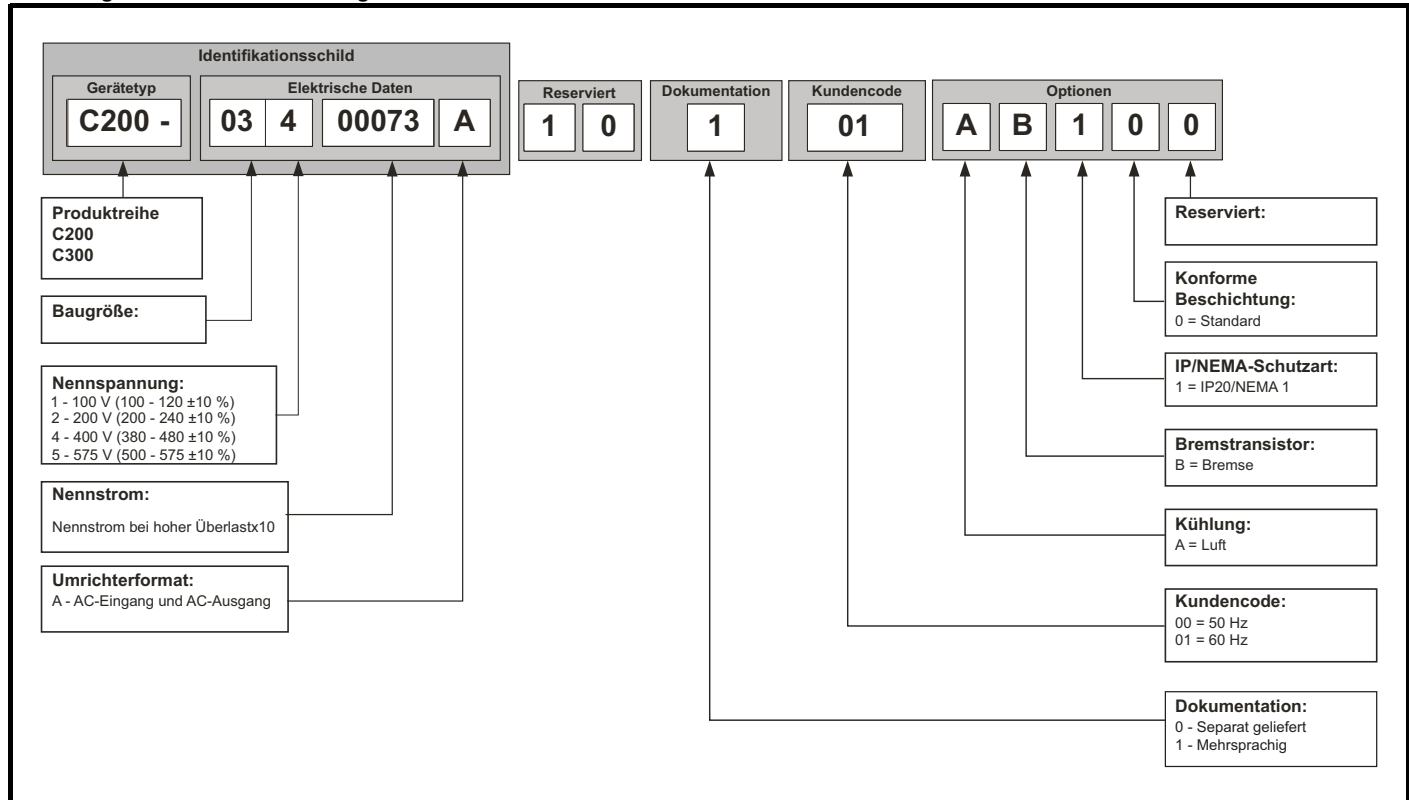 Identifikationsschild
Gerätetyp
Elektrische Daten
Reserviert
Dokumentation
Kundencode
Optionen
C200 - 03 4 00073 A 1 0 1 01 A B 1 0 0
Produktreihe
C200
C300
Baugröße:
Nennspannung:
1 - 100 V (100 - 120 ±10 %)
2 - 200 V (200 - 240 ±10 %)
4 - 400 V (380 - 480 ±10 %)
5 - 575 V (500 - 575 ±10 %)
Nennstrom:
Nennstrom bei hoher Überlastx10
Umrichterformat:
A - AC-Eingang und AC-Ausgang
Reserviert:
Konforme
Beschichtung:
0 = Standard
IP/NEMA-Schutzart:
1 = IP20/NEMA 1
Bremstransistor:
B = Bremse
Kühlung:
A = Luft
Kundencode:
00 = 50 Hz
01 = 60 Hz
Dokumentation:
0 - Separat geliefert
1 - Mehrsprachig